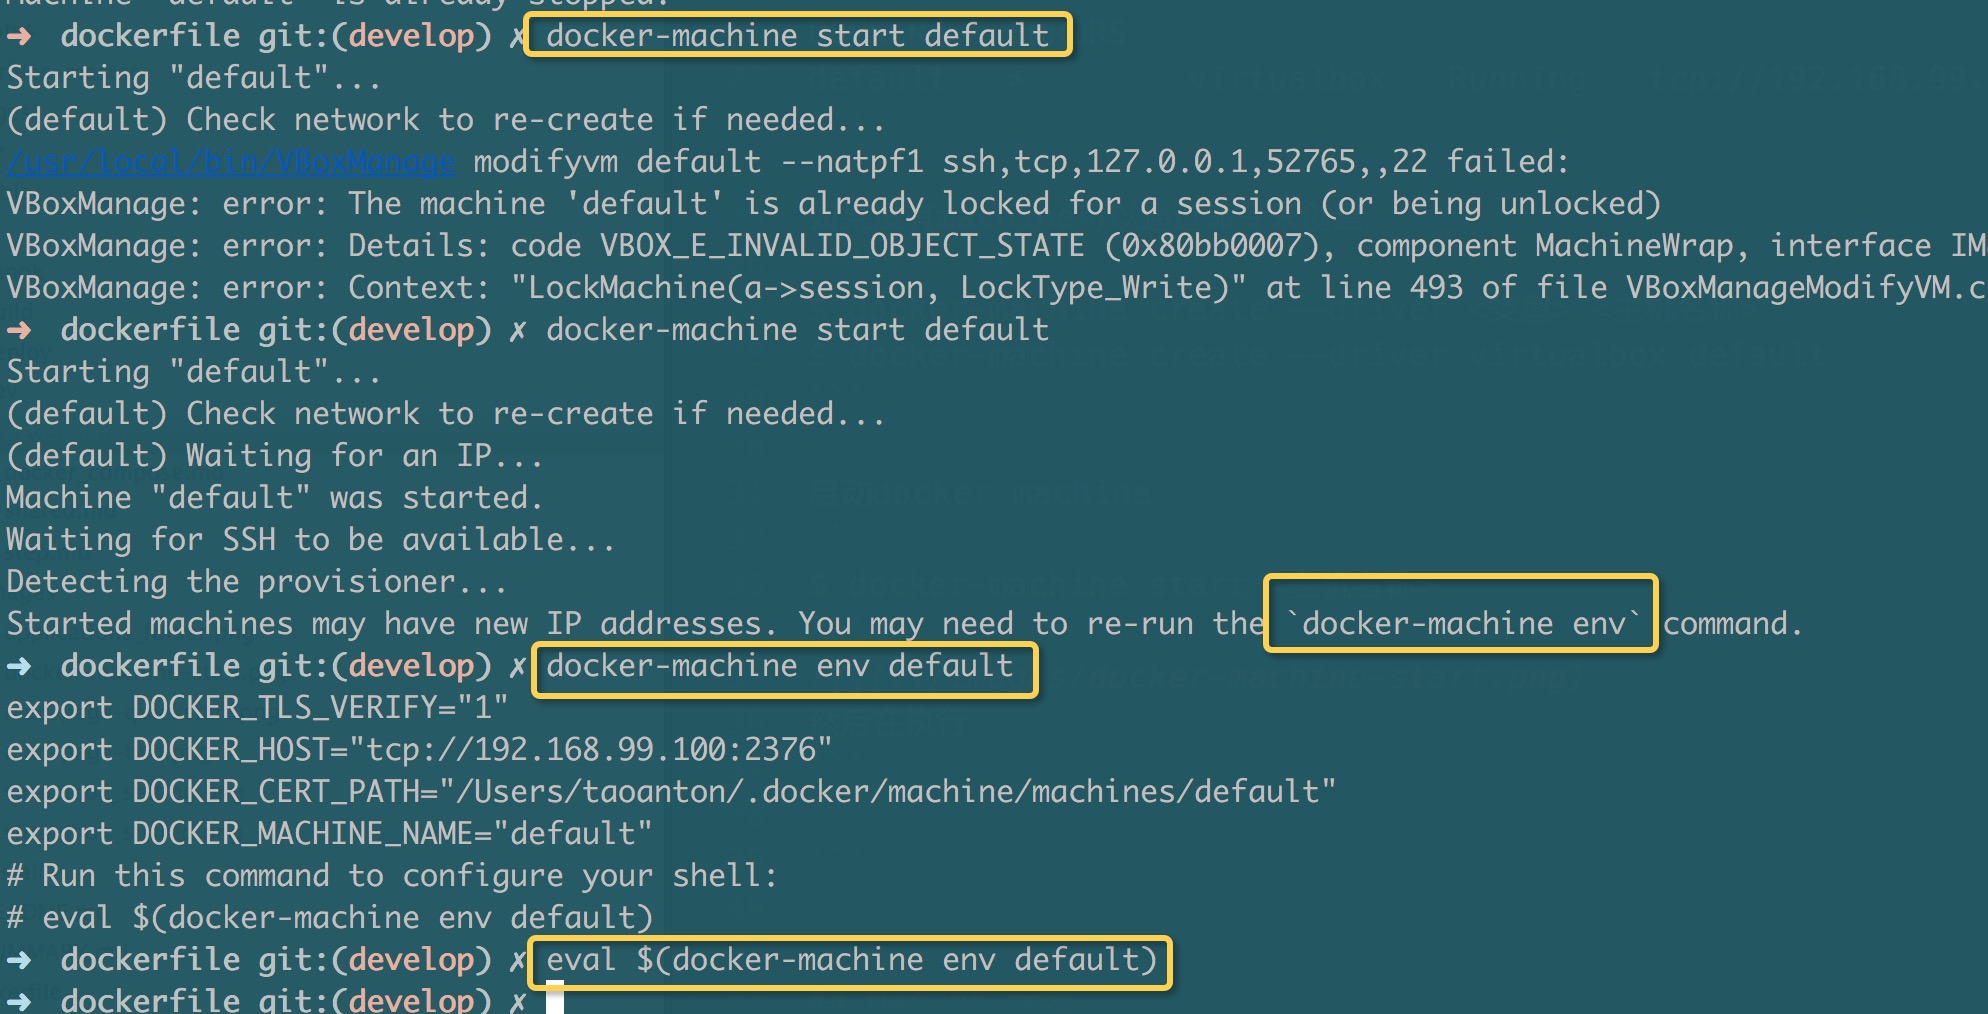 Machine "default" is already stopped.
➜ dockerfile git:(develop) ✗ docker-machine start default
Starting "default"...
(default) Check network to re-create if needed...
/usr/local/bin/VBoxManage modifyvm default --natpf1 ssh,tcp,127.0.0.1,52765,,22 failed:
VBoxManage: error: The machine 'default' is already locked for a session (or being unlocked)
VBoxManage: error: Details: code VBOX_E_INVALID_OBJECT_STATE (0x80bb0007), component MachineWrap, interface IM
VBoxManage: error: Context: "LockMachine(a->session, LockType_Write)" at line 493 of file VBoxManageModifyVM.c
➜ dockerfile git:(develop) ✗ docker-machine start default
Starting "default"...
(default) Check network to re-create if needed...
(default) Waiting for an IP...
Machine "default" was started.
Waiting for SSH to be available...
Detecting the provisioner...
Started machines may have new IP addresses. You may need to re-run the `docker-machine env` command.
➜ dockerfile git:(develop) ✗ docker-machine env default
export DOCKER_TLS_VERIFY="1"
export DOCKER_HOST="tcp://192.168.99.100:2376"
export DOCKER_CERT_PATH="/Users/taoanton/.docker/machine/machines/default"
export DOCKER_MACHINE_NAME="default"
# Run this command to configure your shell:
# eval $(docker-machine env default)
➜ dockerfile git:(develop) ✗ eval $(docker-machine env default)
➜ dockerfile git:(develop) ✗